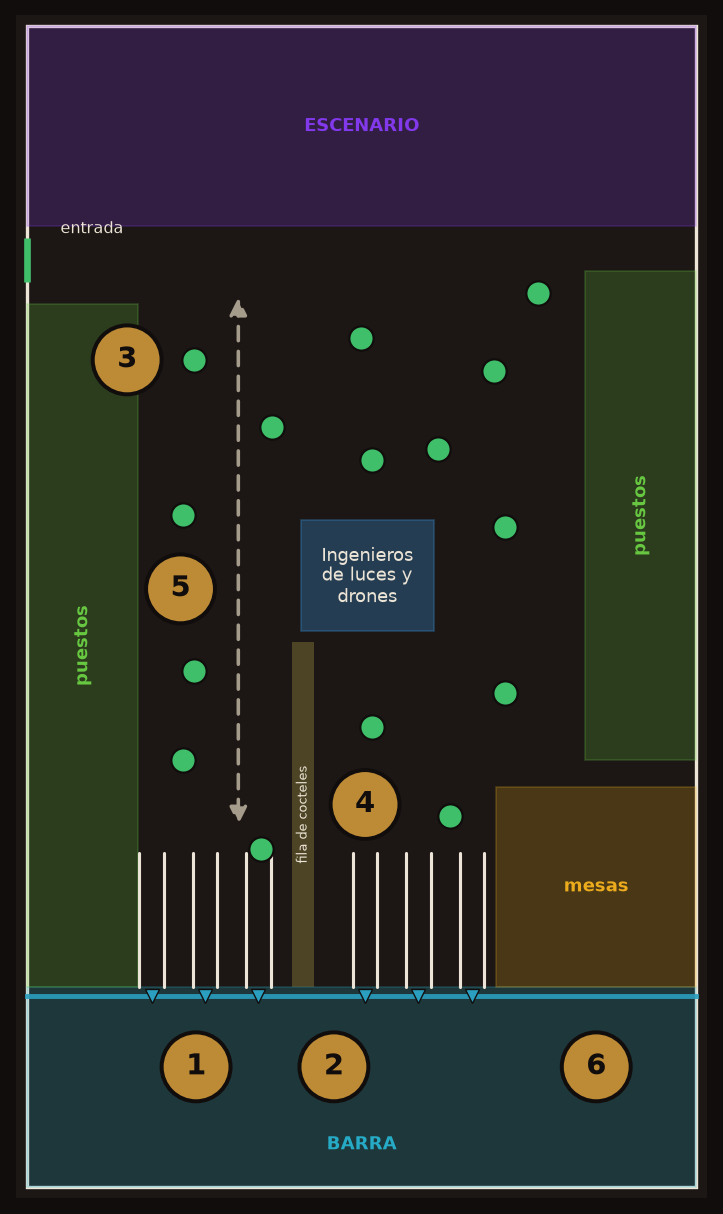 ESCENARIO
entrada
3
puestos
Ingenieros
de luces y
drones
5
puestos
4
fila de cocteles
mesas
1
2
6
BARRA